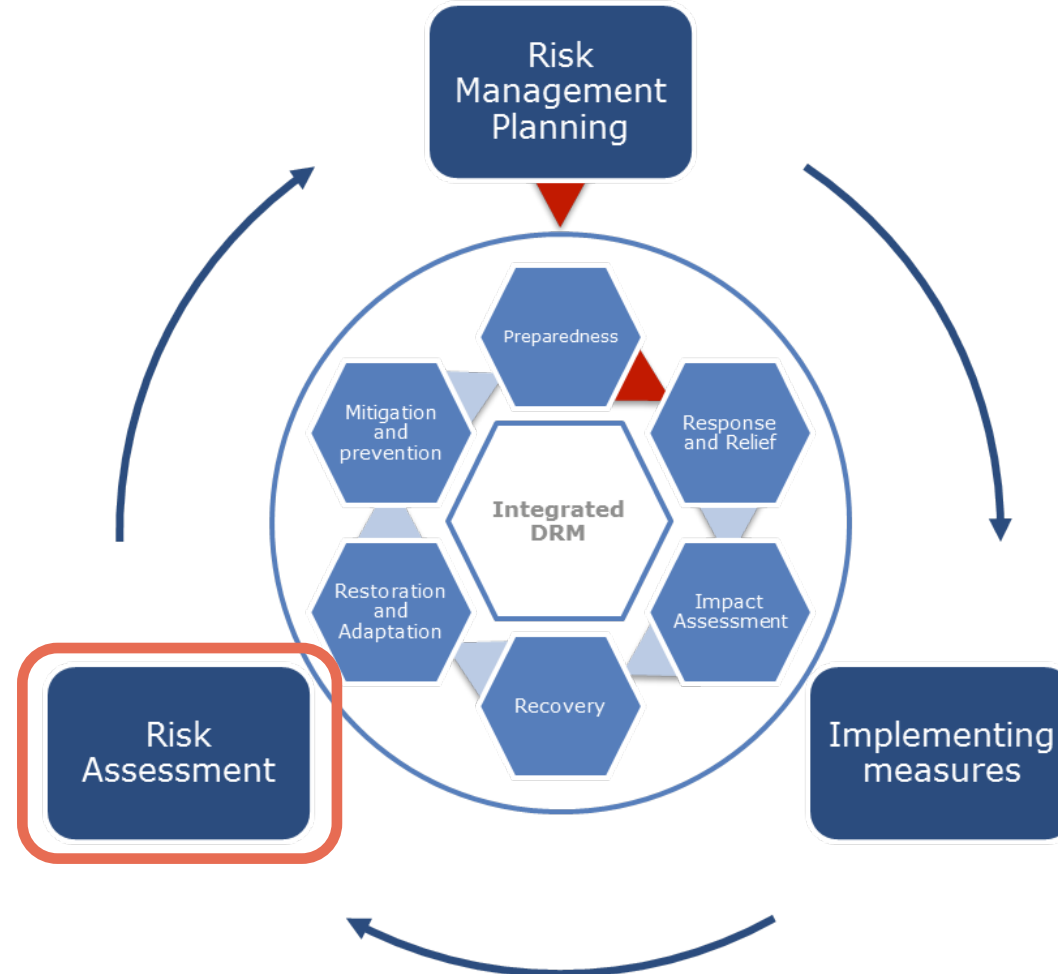 Risk
Management
Planning
Preparedness
Mitigation
and
prevention
Response
and Relief
Integrated
DRM
Restoration
and
Adaptation
Impact
Assessment
Recovery
Risk
Assessment
Implementing
measures